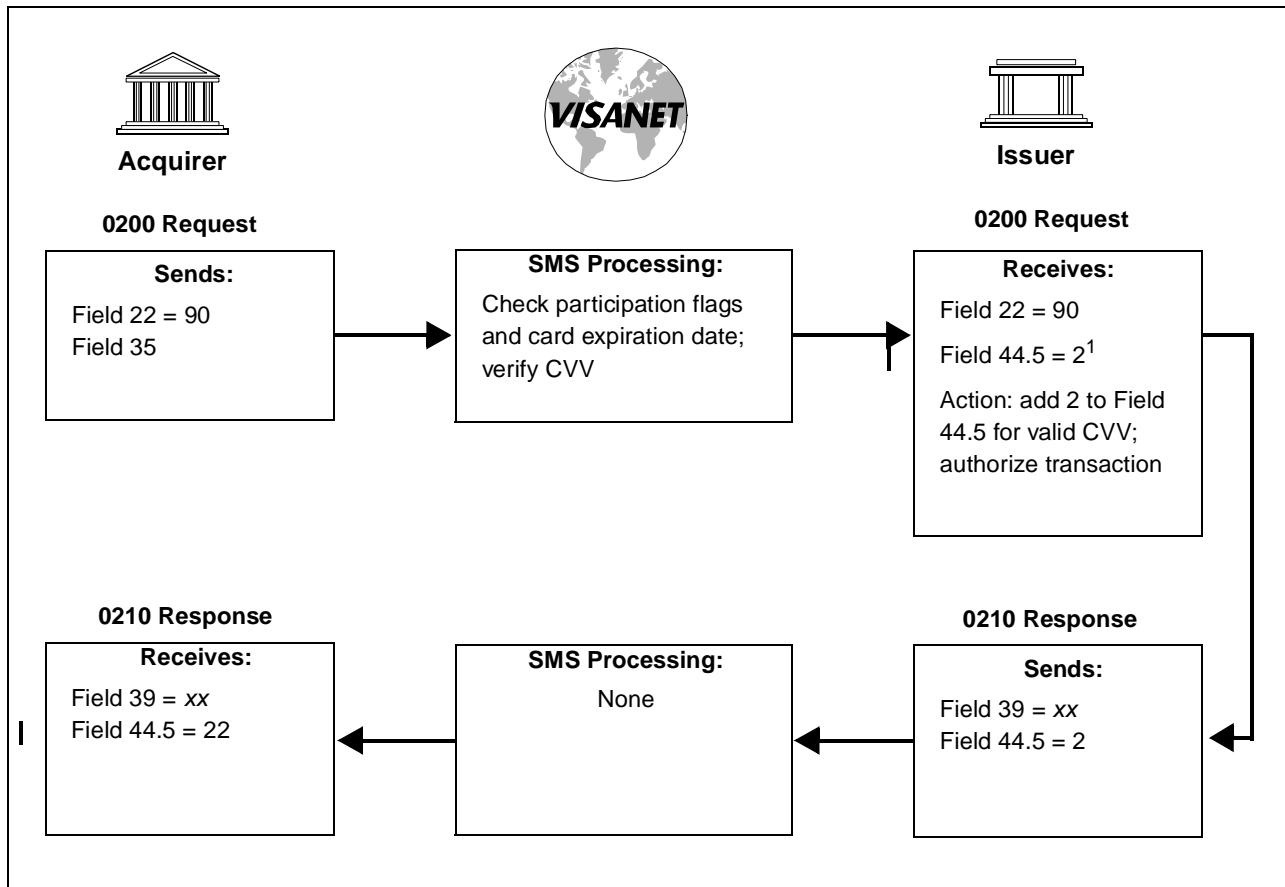 VISANET
Acquirer
Issuer
0200 Request
0200 Request
Sends:
Field 22 = 90
Field 35
SMS Processing:
Check participation flags
and card expiration date;
verify CVV
Receives:
Field 22 = 90
Field 44.5 = 2¹
Action: add 2 to Field
44.5 for valid CVV;
authorize transaction
0210 Response
0210 Response
Receives:
Field 39 = xx
Field 44.5 = 22
SMS Processing:
None
Sends:
Field 39 = xx
Field 44.5 = 2